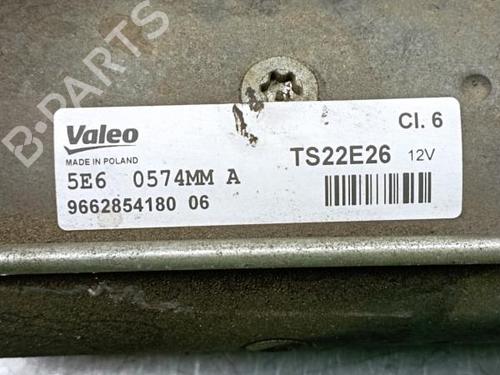 B-PARTS
Valeo
MADE IN POLAND
Cl. 6
TS22E26 12V
5E6 0574MM A
9662854180 06